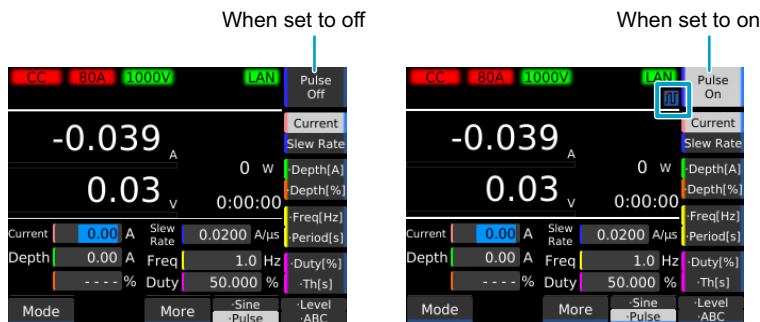 When set to off
When set to on
CC 80A 1000V LAN
Pulse
Off
-0.039 A
Current
Slew Rate
0 W
·Depth[A]
·Depth[%]
0.03 V
0:00:00
·Freq[Hz]
·Period[s]
Current 0.00 A
Slew
Rate
0.0200 A/µs
Depth 0.00 A
Freq 1.0 Hz
·Duty[%]
·Th[s]
---- %
Duty 50.000 %
Mode
More
·Sine
·Pulse
·Level
·ABC
CC 80A 1000V LAN
Pulse
On
-0.039 A
Current
Slew Rate
0 W
·Depth[A]
·Depth[%]
0.03 V
0:00:00
·Freq[Hz]
·Period[s]
Current 0.00 A
Slew
Rate
0.0200 A/µs
Depth 0.00 A
Freq 1.0 Hz
·Duty[%]
·Th[s]
---- %
Duty 50.000 %
Mode
More
·Sine
·Pulse
·Level
·ABC